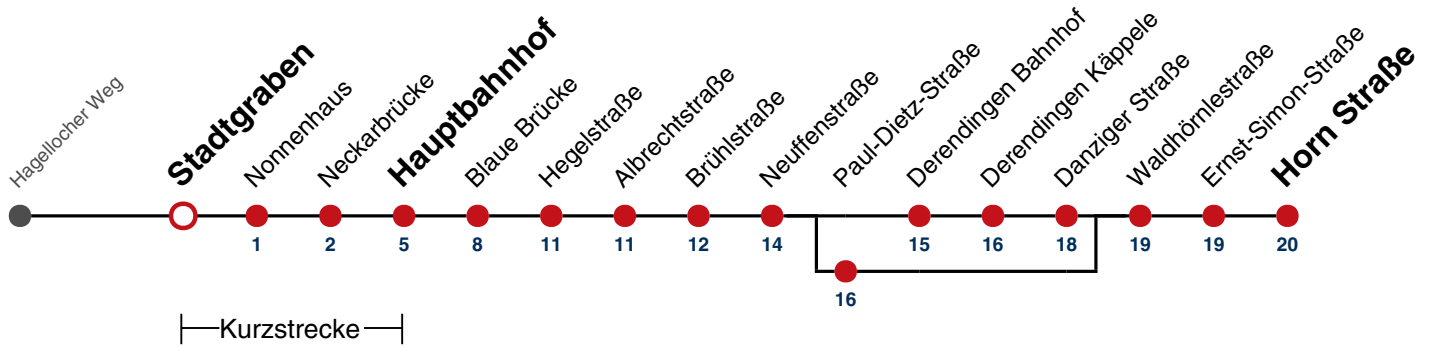 Hagellocher Weg
Stadtgraben
Nonnenhaus
Neckarbrücke
Hauptbahnhof
Blaue Brücke
Hegelstraße
Albrechtstraße
Brühlstraße
Neuffenstraße
Paul-Dietz-Straße
Derendingen Bahnhof
Derendingen Käppele
Danziger Straße
Waldhörnlestraße
Ernst-Simon-Straße
Horn Straße
1 2 5 8 11 11 12 14 15 16 18 19 19 20
16
Kurzstrecke